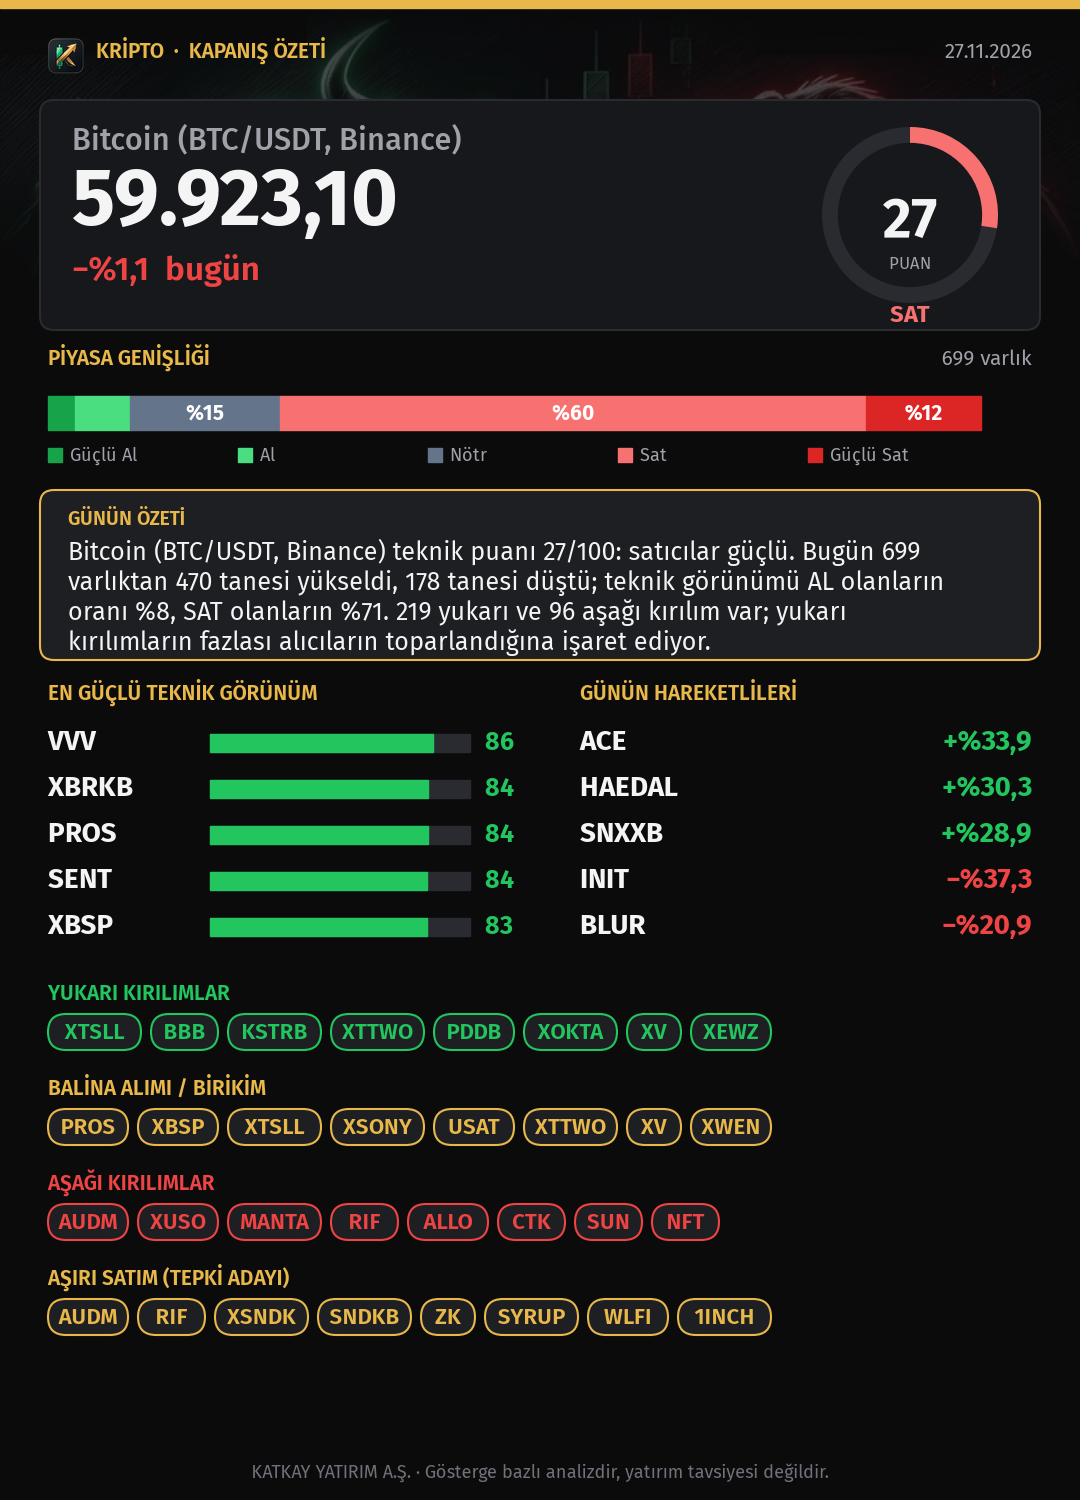 KRİPTO · KAPANIŞ ÖZETİ
27.11.2026
Bitcoin (BTC/USDT, Binance)
59.923,10
−%1,1 bugün
27
PUAN
SAT
PİYASA GENİŞLİĞİ
699 varlık
%15 %60 %12
Güçlü Al Al Nötr Sat Güçlü Sat
GÜNÜN ÖZETİ
Bitcoin (BTC/USDT, Binance) teknik puanı 27/100: satıcılar güçlü. Bugün 699
varlıktan 470 tanesi yükseldi, 178 tanesi düştü; teknik görünümü AL olanların
oranı %8, SAT olanların %71. 219 yukarı ve 96 aşağı kırılım var; yukarı
kırılımların fazlası alıcıların toparlandığına işaret ediyor.
EN GÜÇLÜ TEKNİK GÖRÜNÜM
VVV 86
XBRKB 84
PROS 84
SENT 84
XBSP 83
GÜNÜN HAREKETLİLERİ
ACE +%33,9
HAEDAL +%30,3
SNXXB +%28,9
INIT −%37,3
BLUR −%20,9
YUKARI KIRILIMLAR
XTSLL BBB KSTRB XTTWO PDDB XOKTA XV XEWZ
BALİNA ALIMI / BİRİKİM
PROS XBSP XTSLL XSONY USAT XTTWO XV XWEN
AŞAĞI KIRILIMLAR
AUDM XUSO MANTA RIF ALLO CTK SUN NFT
AŞIRI SATIM (TEPKİ ADAYI)
AUDM RIF XSNDK SNDKB ZK SYRUP WLFI 1INCH
KATKAY YATIRIM A.Ş. · Gösterge bazlı analizdir, yatırım tavsiyesi değildir.